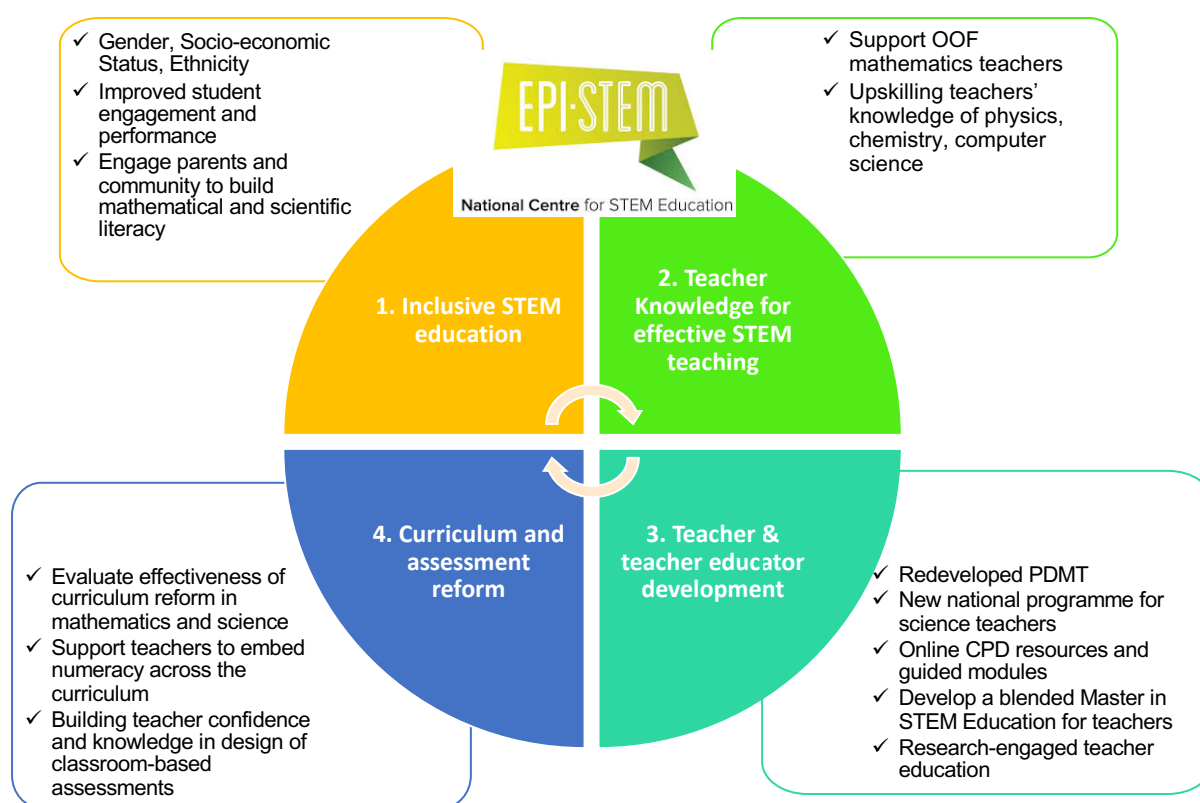 ✓ Gender, Socio-economic
Status, Ethnicity
✓ Improved student
engagement and
performance
✓ Engage parents and
community to build
mathematical and scientific
literacy
EPI·STEM
National Centre for STEM Education
✓ Support OOF
mathematics teachers
✓ Upskilling teachers’
knowledge of physics,
chemistry, computer
science
1. Inclusive STEM
education
2. Teacher
Knowledge for
effective STEM
teaching
4. Curriculum and
assessment
reform
3. Teacher &
teacher educator
development
✓ Evaluate effectiveness of
curriculum reform in
mathematics and science
✓ Support teachers to embed
numeracy across the
curriculum
✓ Building teacher confidence
and knowledge in design of
classroom-based
assessments
✓ Redeveloped PDMT
✓ New national programme for
science teachers
✓ Online CPD resources and
guided modules
✓ Develop a blended Master in
STEM Education for teachers
✓ Research-engaged teacher
education